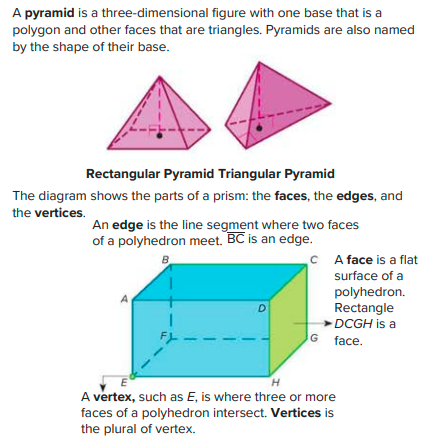 A pyramid is a three-dimensional figure with one base that is a
polygon and other faces that are triangles. Pyramids are also named
by the shape of their base.
Rectangular Pyramid Triangular Pyramid
The diagram shows the parts of a prism: the faces, the edges, and
the vertices.
An edge is the line segment where two faces
of a polyhedron meet. B̅C̅ is an edge.
B
C
A
D
F
G
E
H
A face is a flat
surface of a
polyhedron.
Rectangle
DCGH is a
face.
A vertex, such as E, is where three or more
faces of a polyhedron intersect. Vertices is
the plural of vertex.